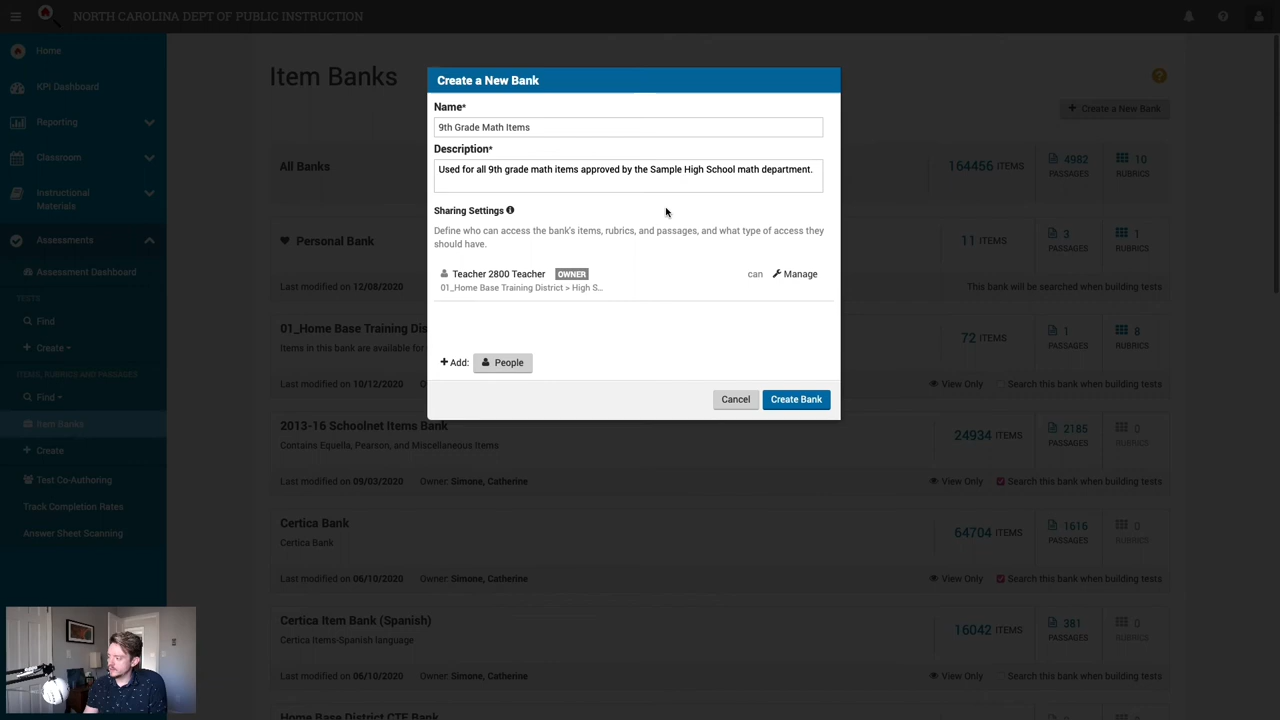 NORTH CAROLINA DEPT OF PUBLIC INSTRUCTION
Home
KPI Dashboard
Reporting
Classroom
Instructional
Materials
Assessments
Assessment Dashboard
TESTS
Find
Create
ITEMS, RUBRICS AND PASSAGES
Find
Item Banks
Create
Test Co-Authoring
Track Completion Rates
Answer Sheet Scanning
Item Banks
+ Create a New Bank
All Banks
164456 ITEMS
4982
PASSAGES
10
RUBRICS
Personal Bank
11 ITEMS
3
PASSAGES
1
RUBRICS
Last modified on 12/08/2020
This bank will be searched when building tests
01_Home Base Training Dis
Items in this bank are available for
72 ITEMS
1
PASSAGES
8
RUBRICS
Last modified on 10/12/2020
View Only
Search this bank when building tests
2013-16 Schoolnet Items Bank
Contains Equella, Pearson, and Miscellaneous Items
24934 ITEMS
2185
PASSAGES
0
RUBRICS
Last modified on 09/03/2020 Owner: Simone, Catherine
View Only
Search this bank when building tests
Certica Bank
Certica Bank
64704 ITEMS
1616
PASSAGES
0
RUBRICS
Last modified on 06/10/2020 Owner: Simone, Catherine
View Only
Search this bank when building tests
Certica Item Bank (Spanish)
Certica Items-Spanish language
16042 ITEMS
381
PASSAGES
0
RUBRICS
Last modified on 06/10/2020 Owner: Simone, Catherine
View Only
Search this bank when building tests
Home Base District CTE Bank
Create a New Bank
Name*
9th Grade Math Items
Description*
Used for all 9th grade math items approved by the Sample High School math department.
Sharing Settings
Define who can access the bank's items, rubrics, and passages, and what type of access they
should have.
Teacher 2800 Teacher OWNER
can Manage
01_Home Base Training District > High S...
+ Add: People
Cancel
Create Bank